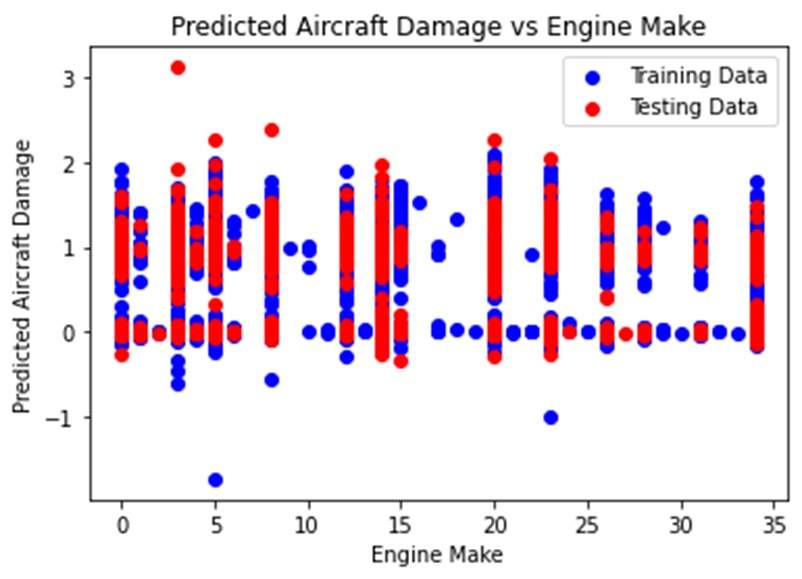 Predicted Aircraft Damage vs Engine Make
Training Data
Testing Data
Predicted Aircraft Damage
3
2
1
0
−1
0 5 10 15 20 25 30 35
Engine Make